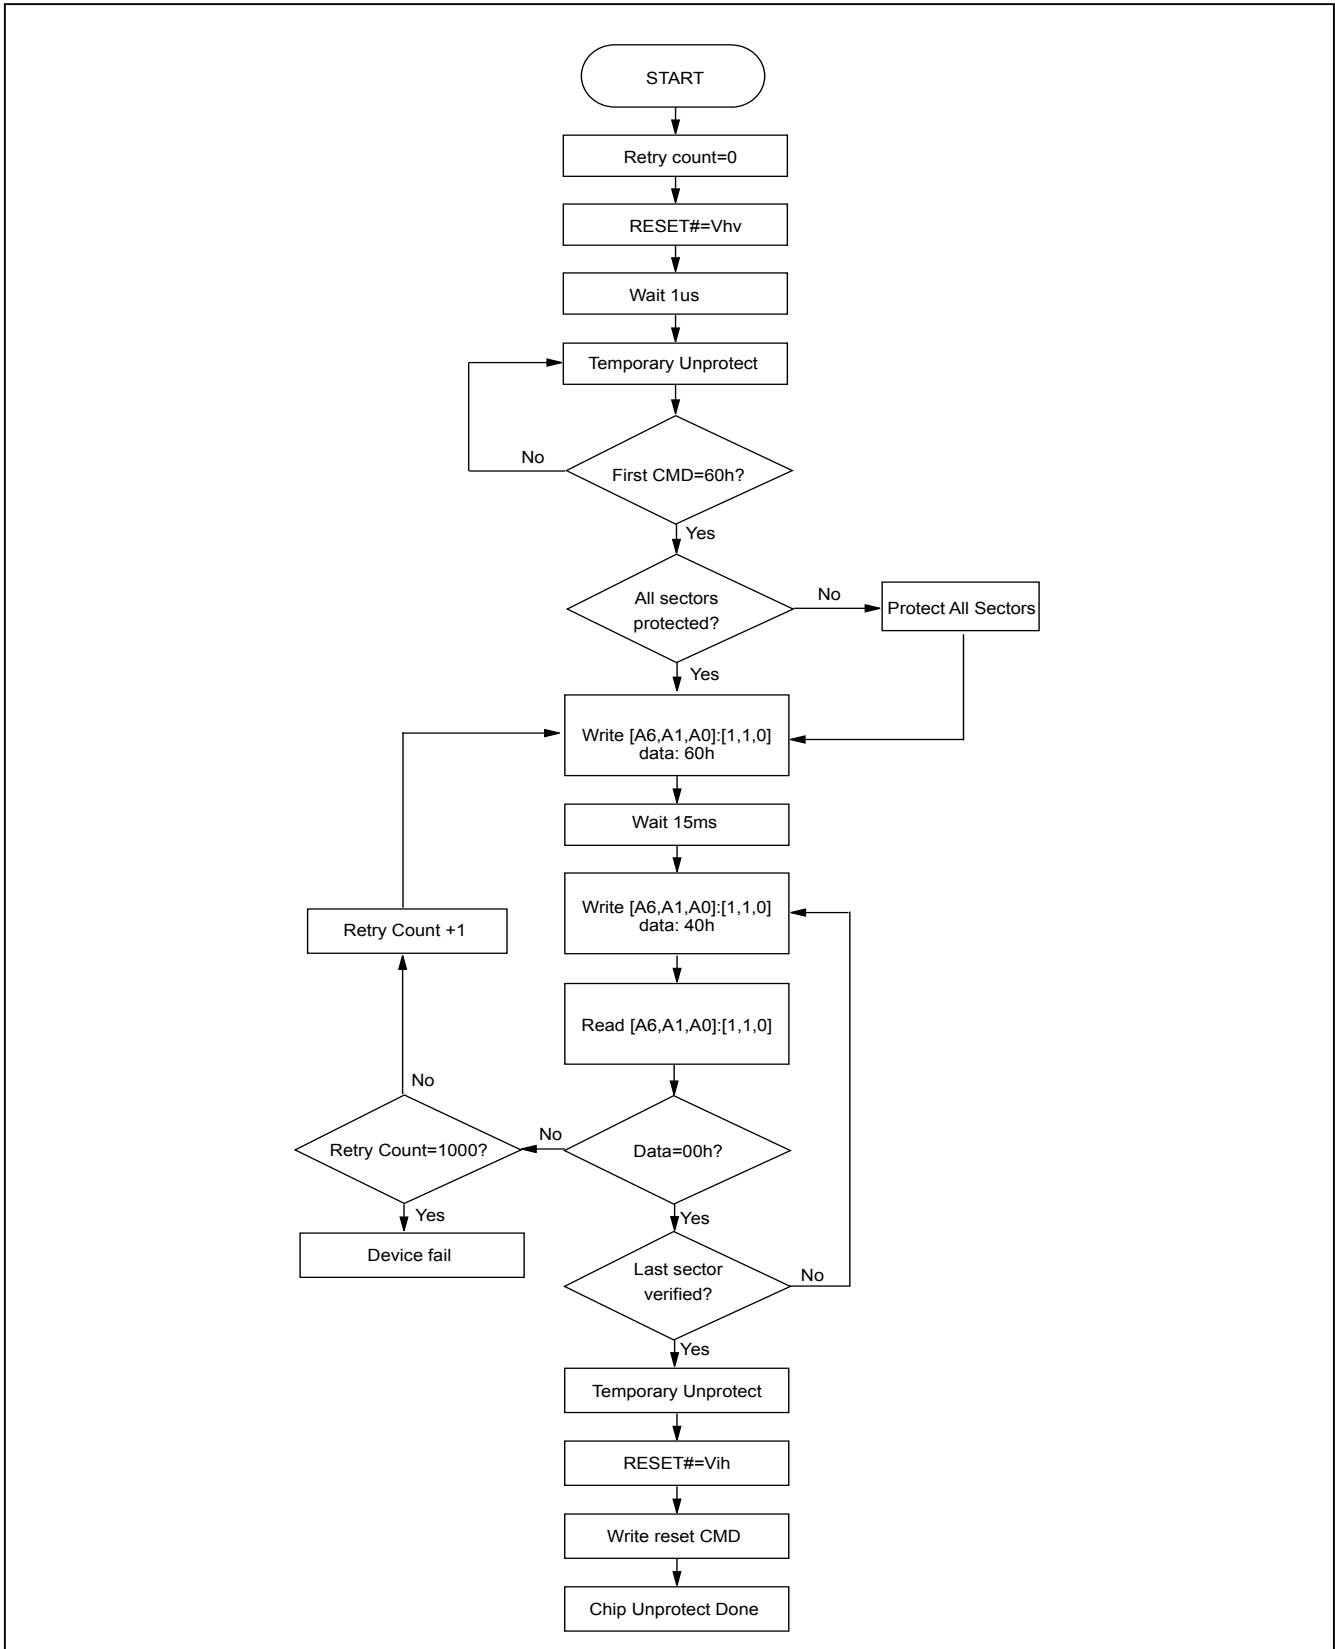 START
Retry count=0
RESET#=Vhv
Wait 1us
Temporary Unprotect
No
First CMD=60h?
Yes
All sectors
protected?
No
Protect All Sectors
Yes
Write [A6,A1,A0]:[1,1,0]
data: 60h
Wait 15ms
Write [A6,A1,A0]:[1,1,0]
data: 40h
Retry Count +1
Read [A6,A1,A0]:[1,1,0]
No
Retry Count=1000?
No
Data=00h?
Yes
Yes
Device fail
Last sector
verified?
No
Yes
Temporary Unprotect
RESET#=Vih
Write reset CMD
Chip Unprotect Done